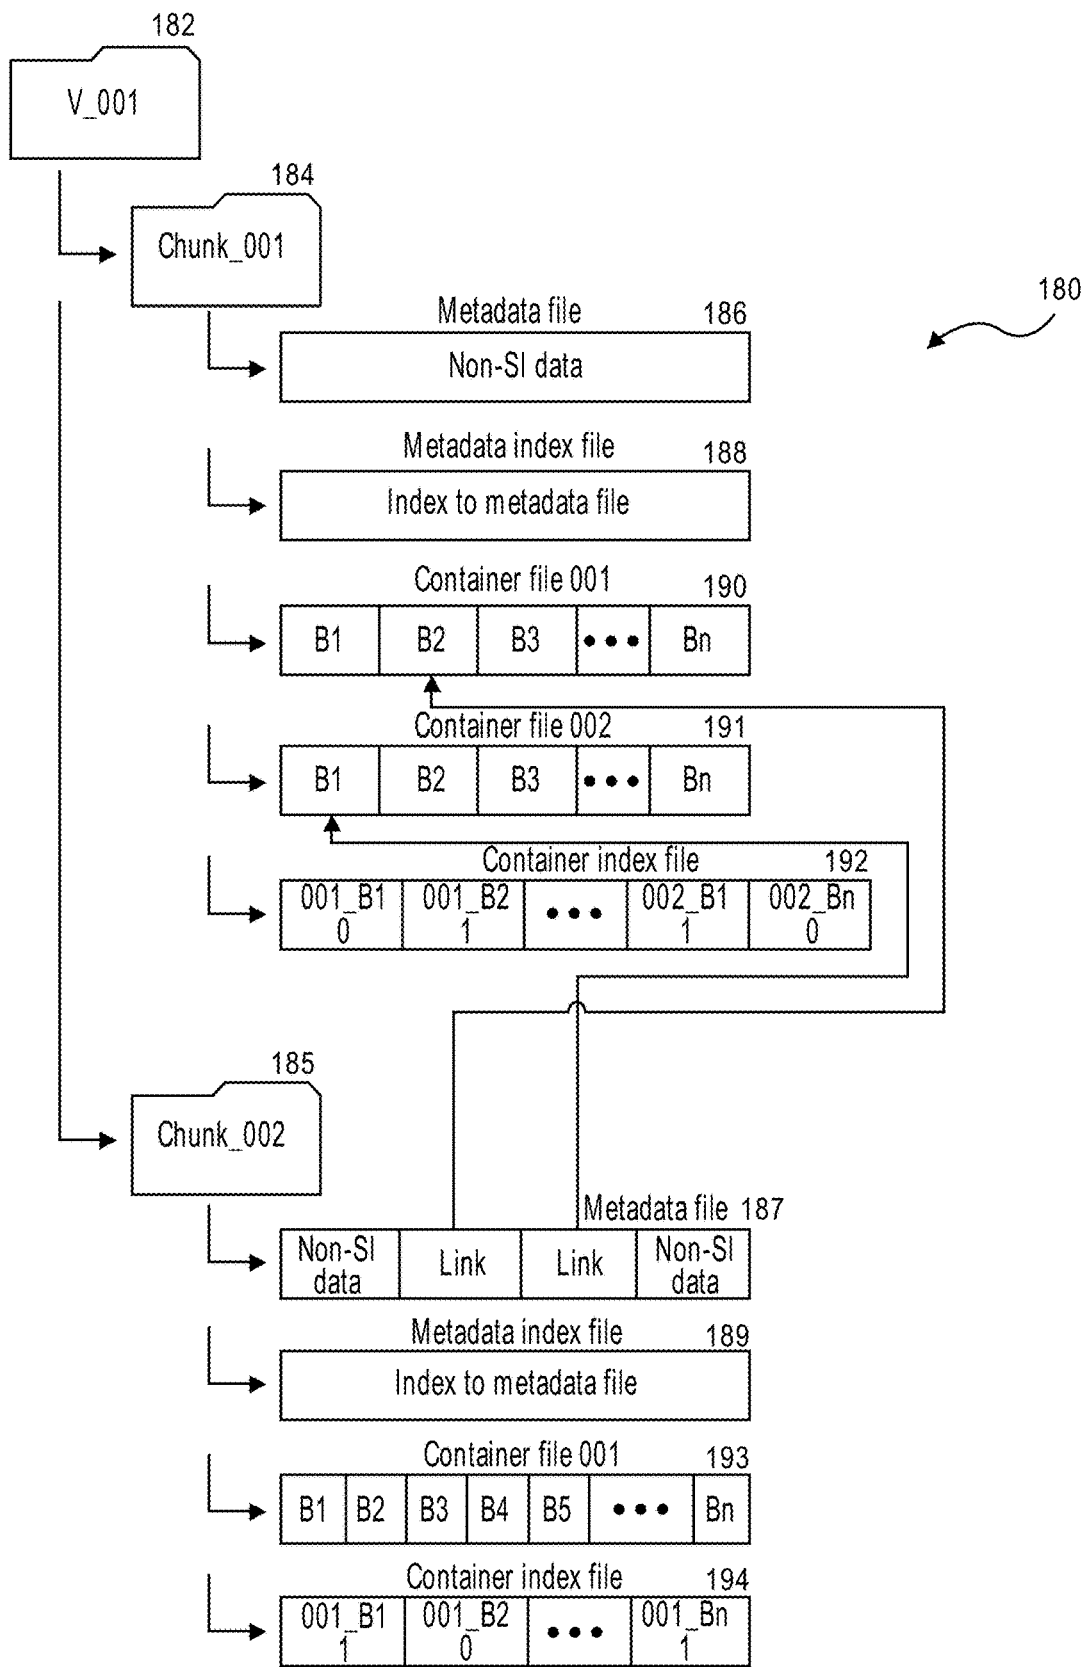 182
V_001
184
Chunk_001
180
Metadata file 186
Non-SI data
Metadata index file 188
Index to metadata file
Container file 001 190
B1 B2 B3 ••• Bn
Container file 002 191
B1 B2 B3 ••• Bn
Container index file 192
001_B1 001_B2 ••• 002_B1 002_Bn
0 1 1 0
185
Chunk_002
Metadata file 187
Non-SI Link Link Non-SI
data data
Metadata index file 189
Index to metadata file
Container file 001 193
B1 B2 B3 B4 B5 ••• Bn
Container index file 194
001_B1 001_B2 ••• 001_Bn
1 0 1